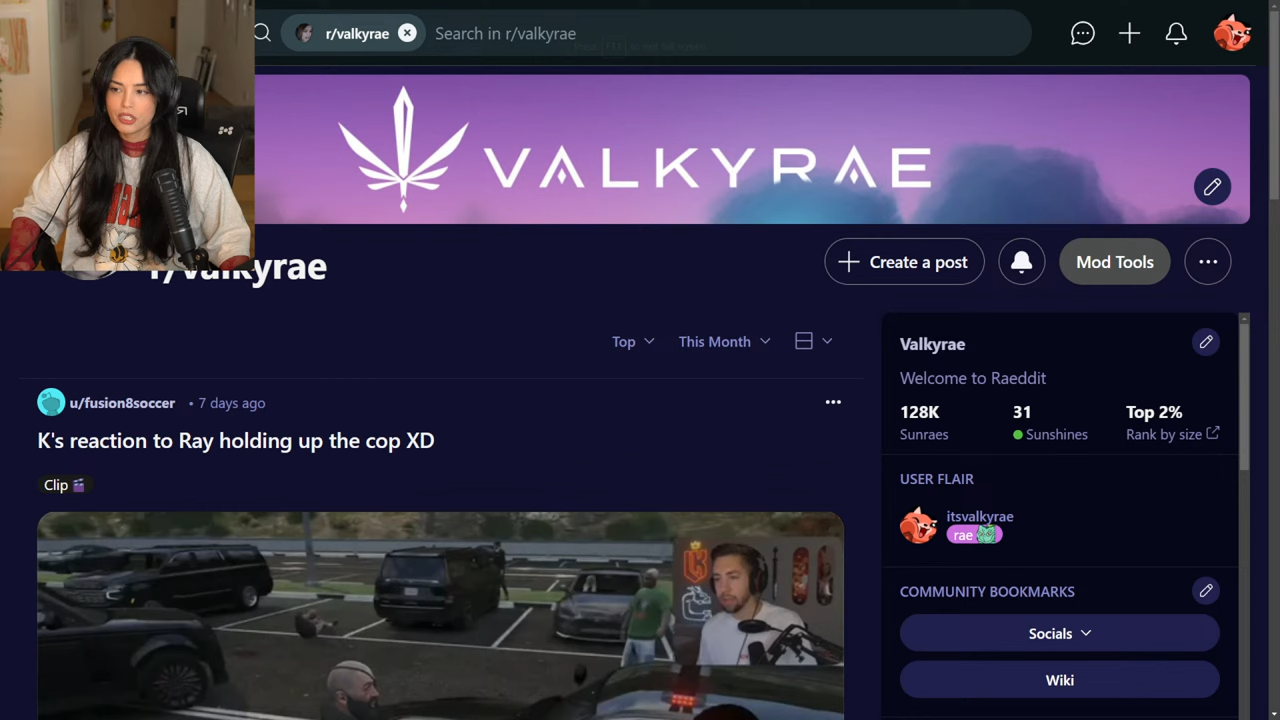 r/valkyrae
Search in r/valkyrae
VALKYRAE
r/valkyrae
Create a post
Mod Tools
Top
This Month
u/fusion8soccer • 7 days ago
K's reaction to Ray holding up the cop XD
Clip
Valkyrae
Welcome to Raeddit
128K
31
Top 2%
Sunraes
Sunshines
Rank by size
USER FLAIR
itsvalkyrae
rae
COMMUNITY BOOKMARKS
Socials
Wiki